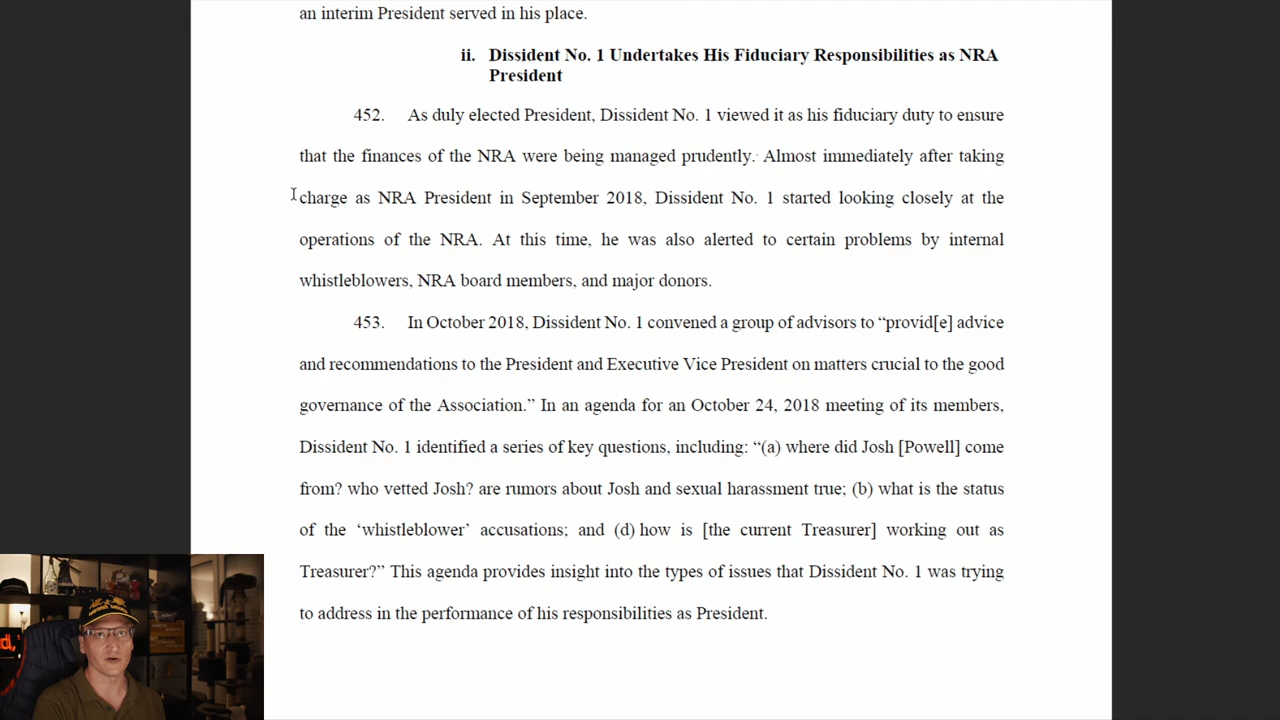 an interim President served in his place.
ii. Dissident No. 1 Undertakes His Fiduciary Responsibilities as NRA
President
452. As duly elected President, Dissident No. 1 viewed it as his fiduciary duty to ensure
that the finances of the NRA were being managed prudently. Almost immediately after taking
charge as NRA President in September 2018, Dissident No. 1 started looking closely at the
operations of the NRA. At this time, he was also alerted to certain problems by internal
whistleblowers, NRA board members, and major donors.
453. In October 2018, Dissident No. 1 convened a group of advisors to “provid[e] advice
and recommendations to the President and Executive Vice President on matters crucial to the good
governance of the Association.” In an agenda for an October 24, 2018 meeting of its members,
Dissident No. 1 identified a series of key questions, including: “(a) where did Josh [Powell] come
from? who vetted Josh? are rumors about Josh and sexual harassment true; (b) what is the status
of the ‘whistleblower’ accusations; and (d) how is [the current Treasurer] working out as
Treasurer?” This agenda provides insight into the types of issues that Dissident No. 1 was trying
to address in the performance of his responsibilities as President.